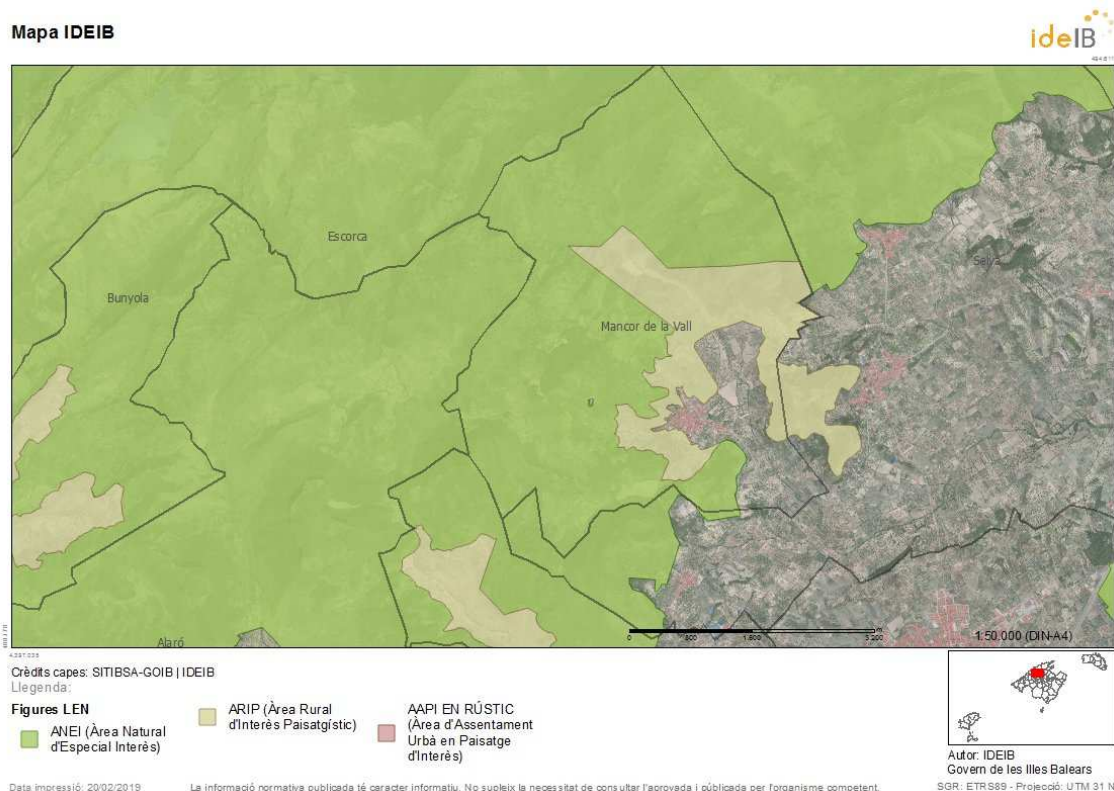 Mapa IDEIB
ideIB
Escorca
Bunyola
Selva
Mancor de la Vall
Alaró
0 800 1.600 3.200
1:50.000 (DIN-A4)
Crèdits capes: SITIBSA-GOIB | IDEIB
Llegenda:
Figures LEN
ANEI (Àrea Natural
d'Especial Interès)
ARIP (Àrea Rural
d'Interès Paisatgístic)
AAPI EN RÚSTIC
(Àrea d'Assentament
Urbà en Paisatge
d'Interès)
Autor: IDEIB
Govern de les Illes Balears
Data impressió: 20/02/2019
La informació normativa publicada té caràcter informatiu. No supleix la necessitat de consultar l'aprovada i publicada per l'organisme competent.
SGR: ETRS89 - Projecció: UTM 31 N